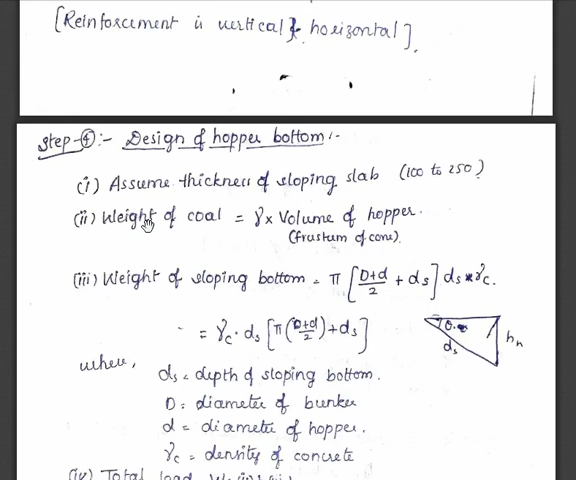 [Reinforcement is vertical & horizontal].
Step-④:- Design of hopper bottom:-
(i) Assume thickness of sloping slab (100 to 250)
(ii) Weight of coal = γ x Volume of hopper.
(frustum of cone).
(iii) Weight of sloping bottom = π [D+d/2 + ds] ds * γc.
= γc · ds [π(D+d/2) + ds]
θ
ds
hn
where,
ds = depth of sloping bottom.
D = diameter of bunker
d = diameter of hopper.
γc = density of concrete
(iv) Total load